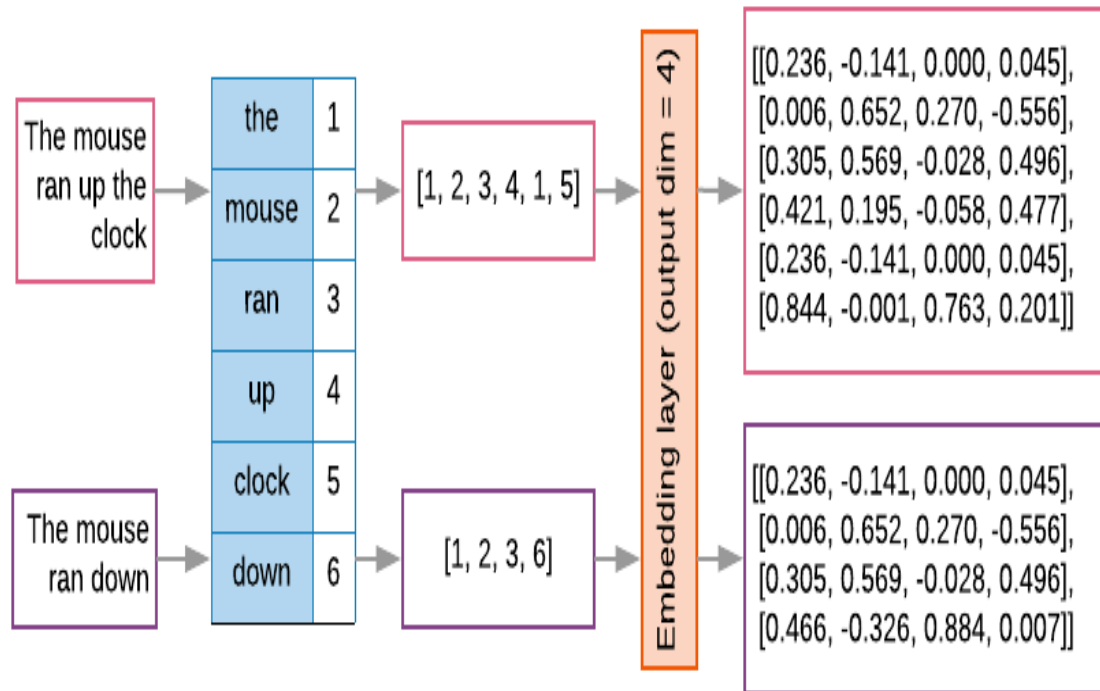 The mouse
ran up the
clock
the 1
mouse 2
ran 3
up 4
clock 5
down 6
[1, 2, 3, 4, 1, 5]
Embedding layer (output dim = 4)
[[0.236, -0.141, 0.000, 0.045],
[0.006, 0.652, 0.270, -0.556],
[0.305, 0.569, -0.028, 0.496],
[0.421, 0.195, -0.058, 0.477],
[0.236, -0.141, 0.000, 0.045],
[0.844, -0.001, 0.763, 0.201]]
The mouse
ran down
[1, 2, 3, 6]
[[0.236, -0.141, 0.000, 0.045],
[0.006, 0.652, 0.270, -0.556],
[0.305, 0.569, -0.028, 0.496],
[0.466, -0.326, 0.884, 0.007]]